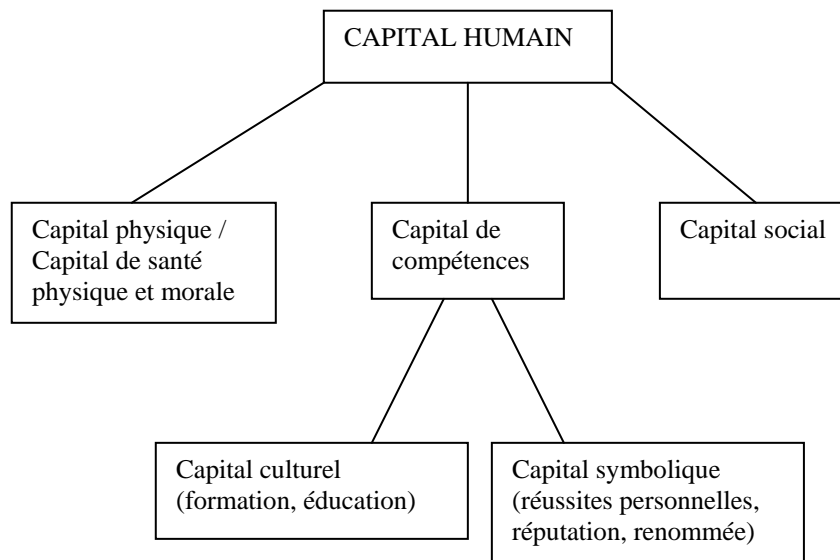 CAPITAL HUMAIN
Capital physique /
Capital de santé
physique et morale
Capital de
compétences
Capital social
Capital culturel
(formation, éducation)
Capital symbolique
(réussites personnelles,
réputation, renommée)